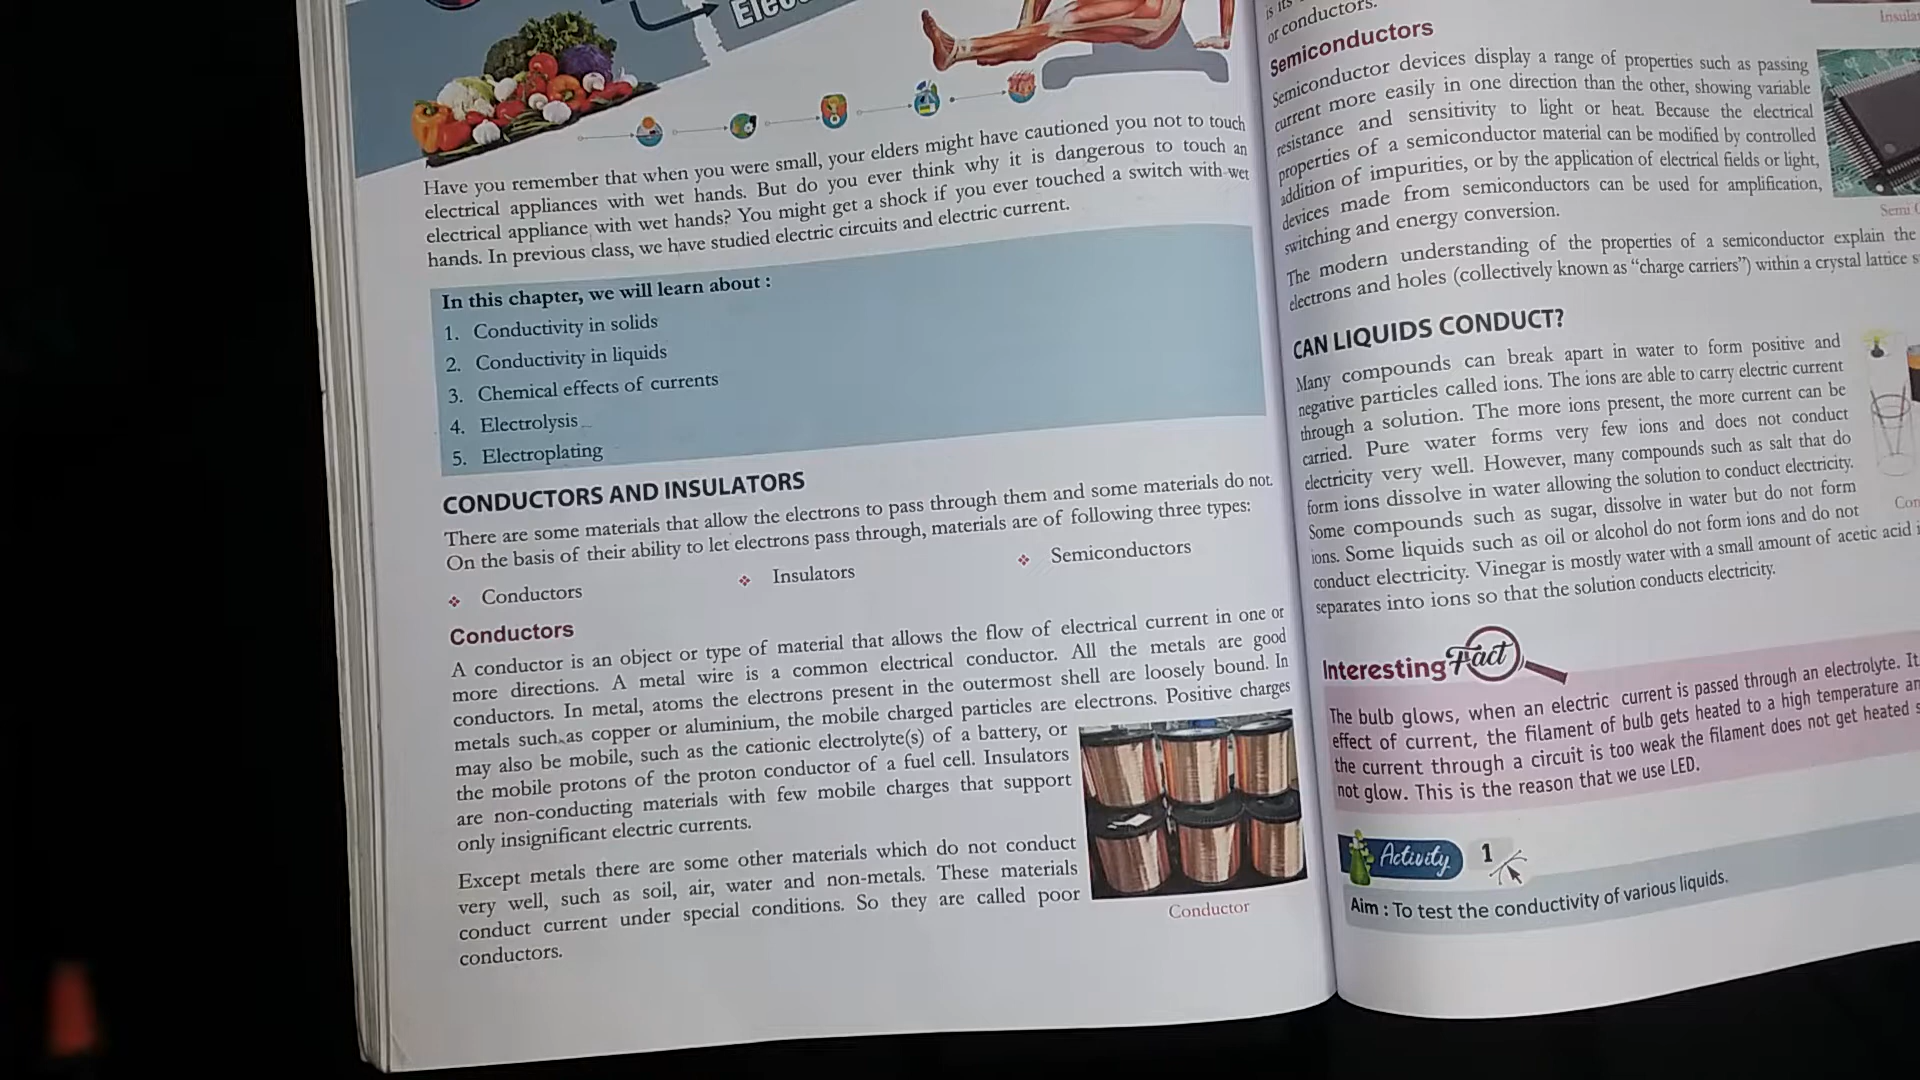 Elec
Have you remember that when you were small, your elders might have cautioned you not to touch
electrical appliances with wet hands. But do you ever think why it is dangerous to touch an
electrical appliance with wet hands? You might get a shock if you ever touched a switch with wet
hands. In previous class, we have studied electric circuits and electric current.
In this chapter, we will learn about :
1. Conductivity in solids
2. Conductivity in liquids
3. Chemical effects of currents
4. Electrolysis
5. Electroplating
CONDUCTORS AND INSULATORS
There are some materials that allow the electrons to pass through them and some materials do not.
On the basis of their ability to let electrons pass through, materials are of following three types:
❖ Conductors ❖ Insulators ❖ Semiconductors
Conductors
A conductor is an object or type of material that allows the flow of electrical current in one or
more directions. A metal wire is a common electrical conductor. All the metals are good
conductors. In metal, atoms the electrons present in the outermost shell are loosely bound. In
metals such as copper or aluminium, the mobile charged particles are electrons. Positive charges
may also be mobile, such as the cationic electrolyte(s) of a battery, or
the mobile protons of the proton conductor of a fuel cell. Insulators
are non-conducting materials with few mobile charges that support
only insignificant electric currents.
Except metals there are some other materials which do not conduct
very well, such as soil, air, water and non-metals. These materials
conduct current under special conditions. So they are called poor
conductors.
Conductor
is its
or conductors.
Insula
Semiconductors
Semiconductor devices display a range of properties such as passing
current more easily in one direction than the other, showing variable
resistance and sensitivity to light or heat. Because the electrical
properties of a semiconductor material can be modified by controlled
addition of impurities, or by the application of electrical fields or light,
devices made from semiconductors can be used for amplification,
switching and energy conversion.
Semi C
The modern understanding of the properties of a semiconductor explain the
electrons and holes (collectively known as “charge carriers”) within a crystal lattice s
CAN LIQUIDS CONDUCT?
Many compounds can break apart in water to form positive and
negative particles called ions. The ions are able to carry electric current
through a solution. The more ions present, the more current can be
carried. Pure water forms very few ions and does not conduct
electricity very well. However, many compounds such as salt that do
form ions dissolve in water allowing the solution to conduct electricity.
Some compounds such as sugar, dissolve in water but do not form
ions. Some liquids such as oil or alcohol do not form ions and do not
conduct electricity. Vinegar is mostly water with a small amount of acetic acid i
separates into ions so that the solution conducts electricity.
Con
Interesting Fact
The bulb glows, when an electric current is passed through an electrolyte. It
effect of current, the filament of bulb gets heated to a high temperature an
the current through a circuit is too weak the filament does not get heated s
not glow. This is the reason that we use LED.
Activity 1
Aim : To test the conductivity of various liquids.